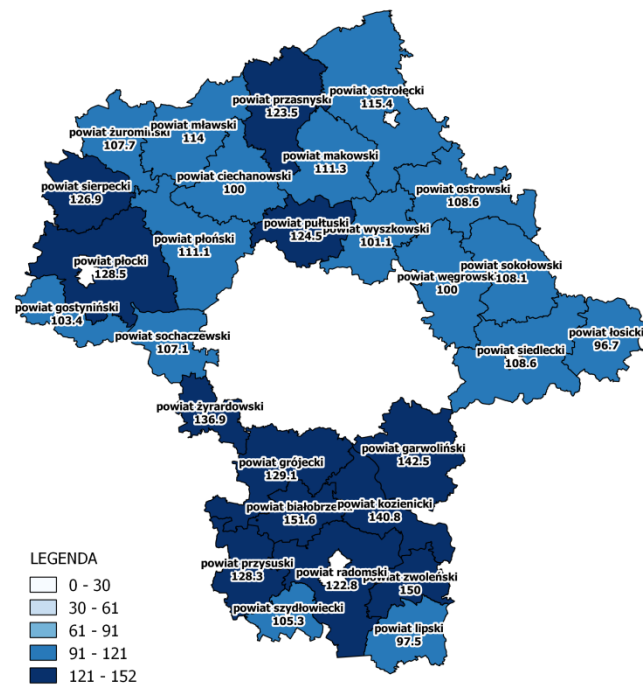 powiat ostrołęcki
115.4
powiat przasnyski
123.5
powiat mławski
114
powiat żuromiński
107.7
powiat makowski
111.3
powiat ciechanowski
100
powiat sierpecki
126.9
powiat ostrowski
108.6
powiat pułtuski
124.5
powiat wyszkowski
101.1
powiat płoński
111.1
powiat płocki
128.5
powiat węgrowski
100
powiat sokołowski
108.1
powiat gostyniński
103.4
powiat sochaczewski
107.1
powiat łosicki
96.7
powiat siedlecki
108.6
powiat żyrardowski
136.9
powiat garwoliński
142.5
powiat grójecki
129.1
powiat białobrze
151.6
powiat kozienicki
140.8
powiat przysuski
128.3
powiat radomski
122.8
powiat zwoleński
150
powiat szydłowiecki
105.3
powiat lipski
97.5
LEGENDA
0 - 30
30 - 61
61 - 91
91 - 121
121 - 152